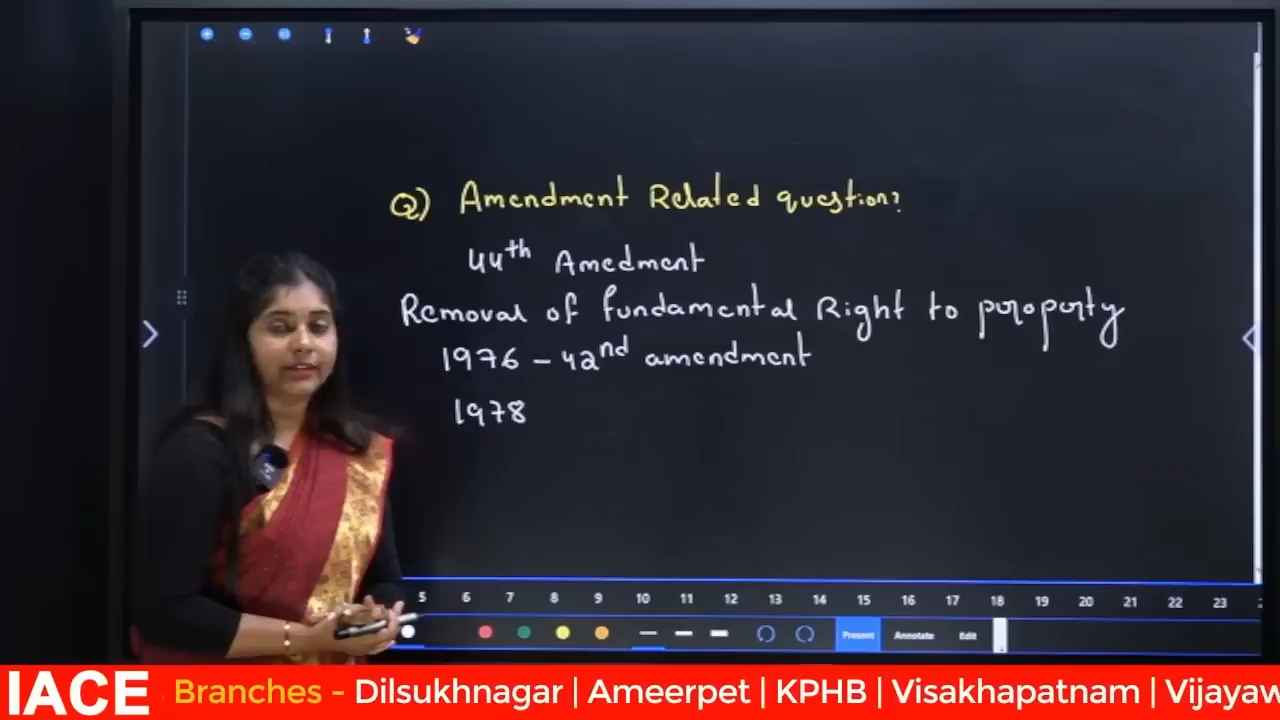 Q) Amendment Related question?
44th Amedment
Removal of fundamental Right to property
1976 - 42nd amendment
1978
5 6 7 8 9 10 11 12 13 14 15 16 17 18 19 20 21 22 23
Present Annotate Edit
IACE Branches - Dilsukhnagar | Ameerpet | KPHB | Visakhapatnam | Vijayaw